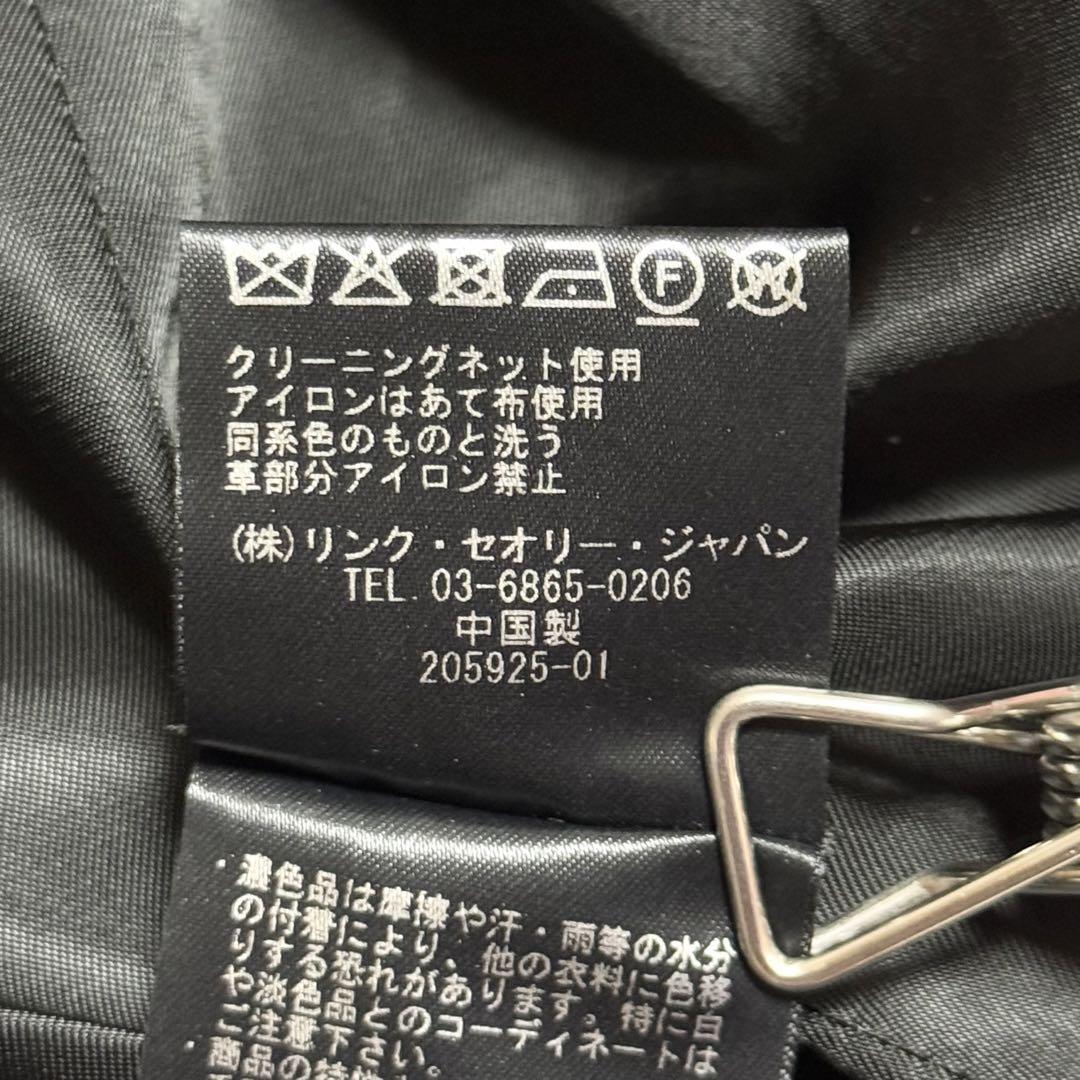 F W
クリーニングネット使用
アイロンはあて布使用
同系色のものと洗う
革部分アイロン禁止
(株)リンク・セオリー・ジャパン
TEL 03-6865-0206
中国製
205925-01
・濃色品は摩擦や汗・雨等の水分
の付着により、他の衣料に色移
りする恐れがあります。特に白
や淡色品とのコーディネートは
ご注意下さい。
・商品の特性